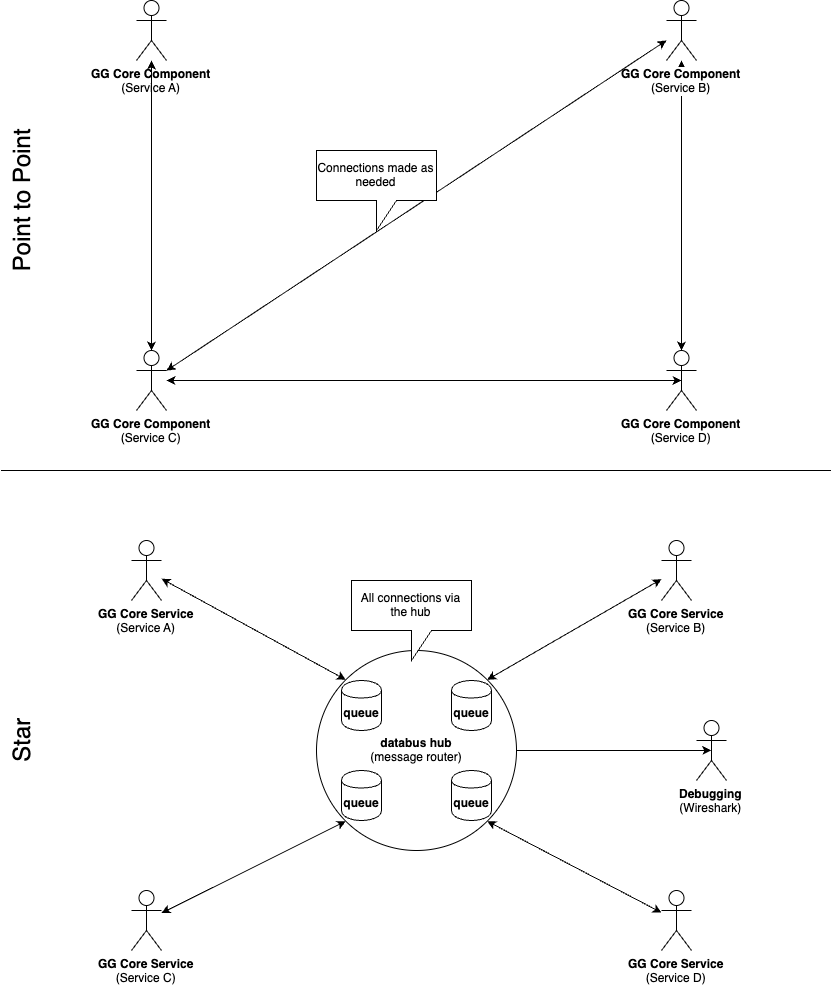 GG Core Component
(Service A)
GG Core Component
(Service B)
Point to Point
Connections made as
needed
GG Core Component
(Service C)
GG Core Component
(Service D)
GG Core Service
(Service A)
All connections via
the hub
GG Core Service
(Service B)
Star
queue
queue
databus hub
(message router)
Debugging
(Wireshark)
queue
queue
GG Core Service
(Service C)
GG Core Service
(Service D)